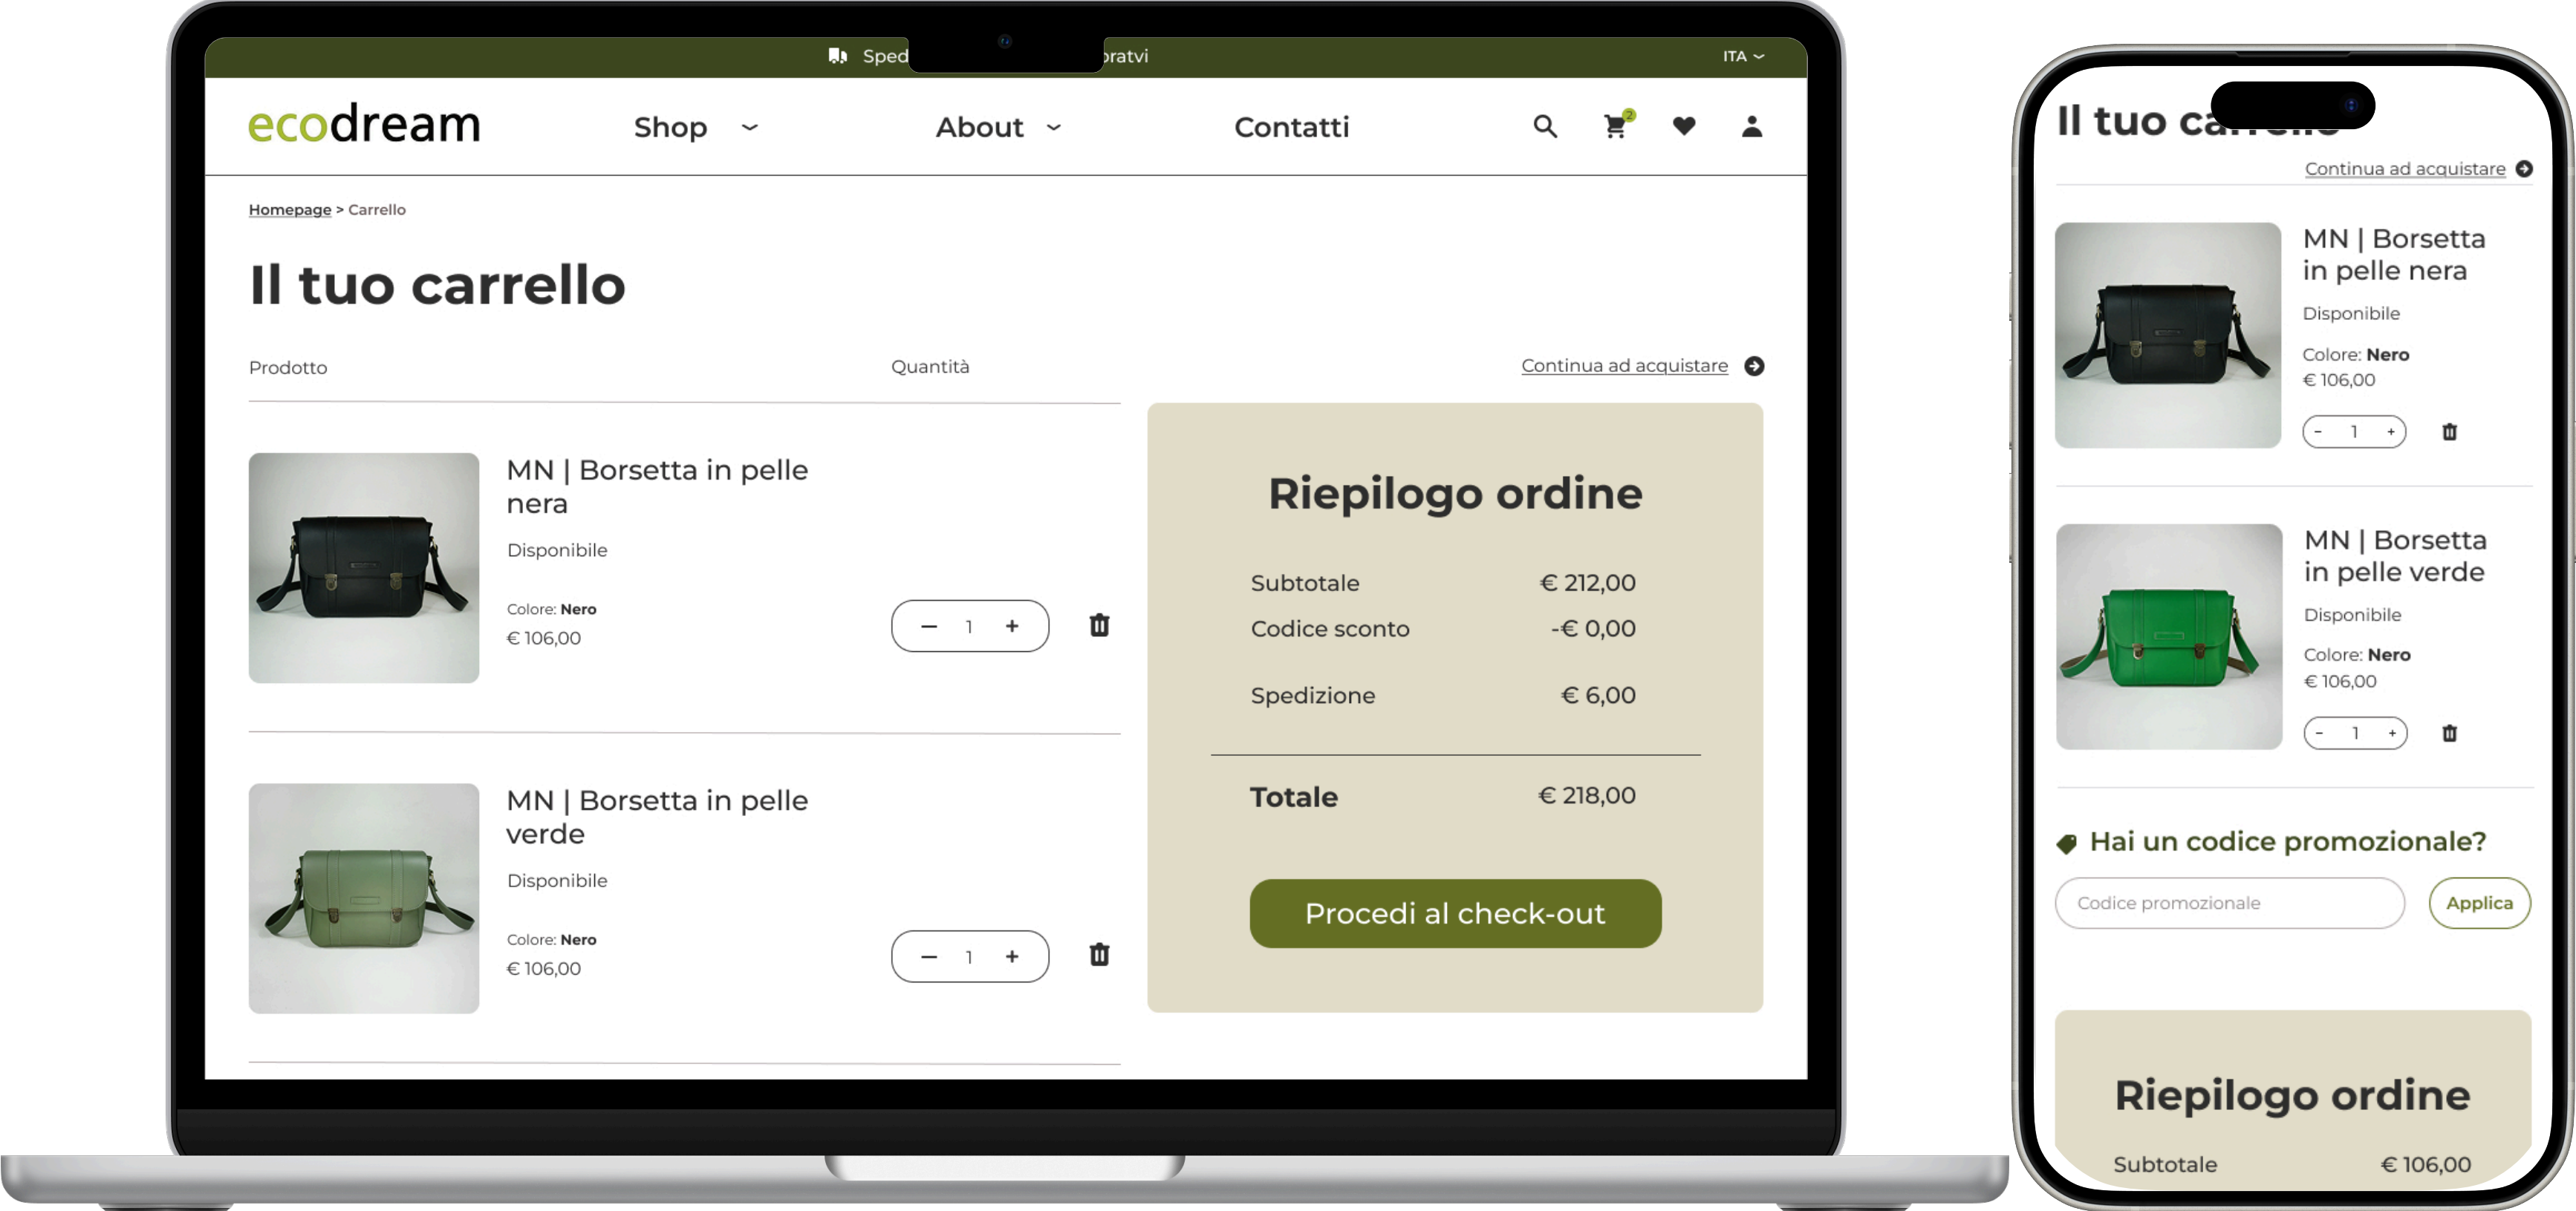 Sped
ITA
ecodream
Shop
About
Contatti
2
Homepage > Carrello
Il tuo carrello
Prodotto
Quantità
Continua ad acquistare
MN | Borsetta in pelle
nera
Disponibile
Colore: Nero
€ 106,00
− 1 +
MN | Borsetta in pelle
verde
Disponibile
Colore: Nero
€ 106,00
− 1 +
Riepilogo ordine
Subtotale € 212,00
Codice sconto -€ 0,00
Spedizione € 6,00
Totale € 218,00
Procedi al check-out
Il tuo carrello
Continua ad acquistare
MN | Borsetta
in pelle nera
Disponibile
Colore: Nero
€ 106,00
- 1 +
MN | Borsetta
in pelle verde
Disponibile
Colore: Nero
€ 106,00
- 1 +
Hai un codice promozionale?
Codice promozionale
Applica
Riepilogo ordine
Subtotale € 106,00